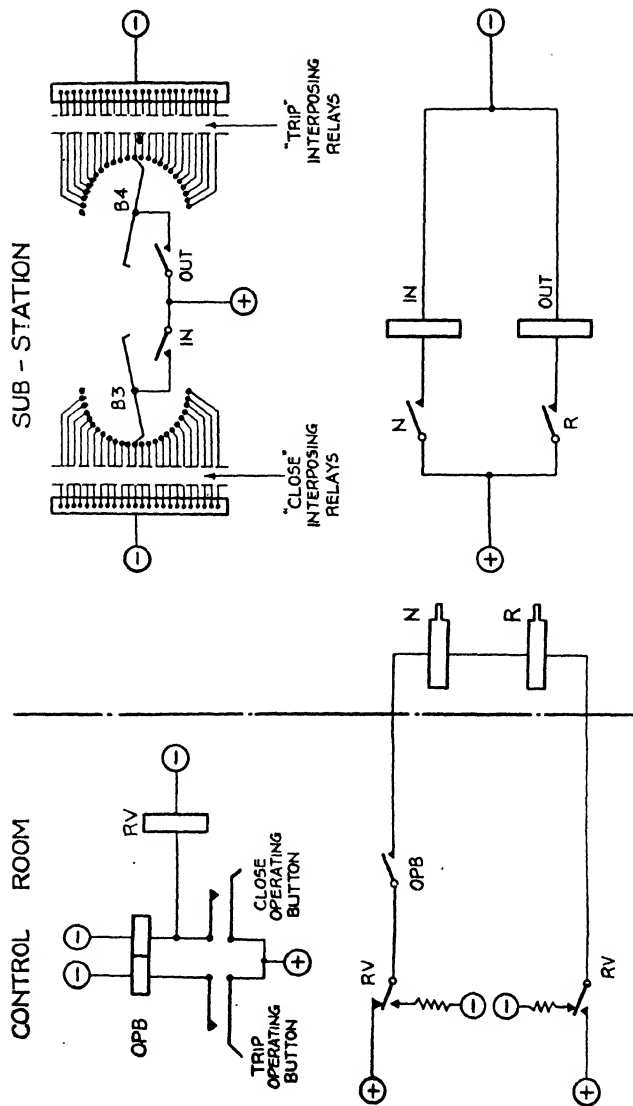 CONTROL ROOM
SUB - STATION
⊖
⊖
⊖
OPB
RV
TRIP
OPERATING
BUTTON
CLOSE
OPERATING
BUTTON
⊕
⊖
⊖
"CLOSE"
INTERPOSING
RELAYS
B3
IN
⊕
OUT
B4
"TRIP"
INTERPOSING
RELAYS
⊕
RV
⊖
⊖
⊕
RV
OPB
N
R
⊕
N
IN
R
OUT
⊖